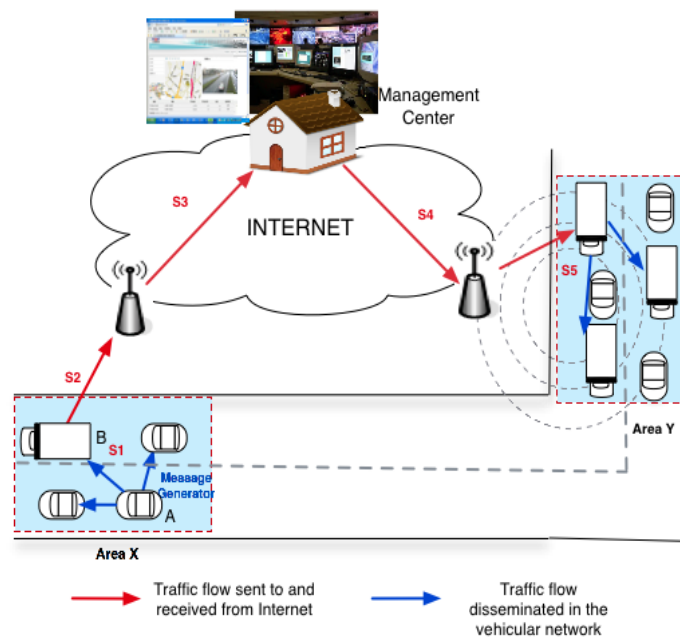 Management
Center
S3
INTERNET
S4
S5
S2
B
S1
Message
Generator
A
Area Y
Area X
Traffic flow sent to and
received from Internet
Traffic flow
disseminated in the
vehicular network